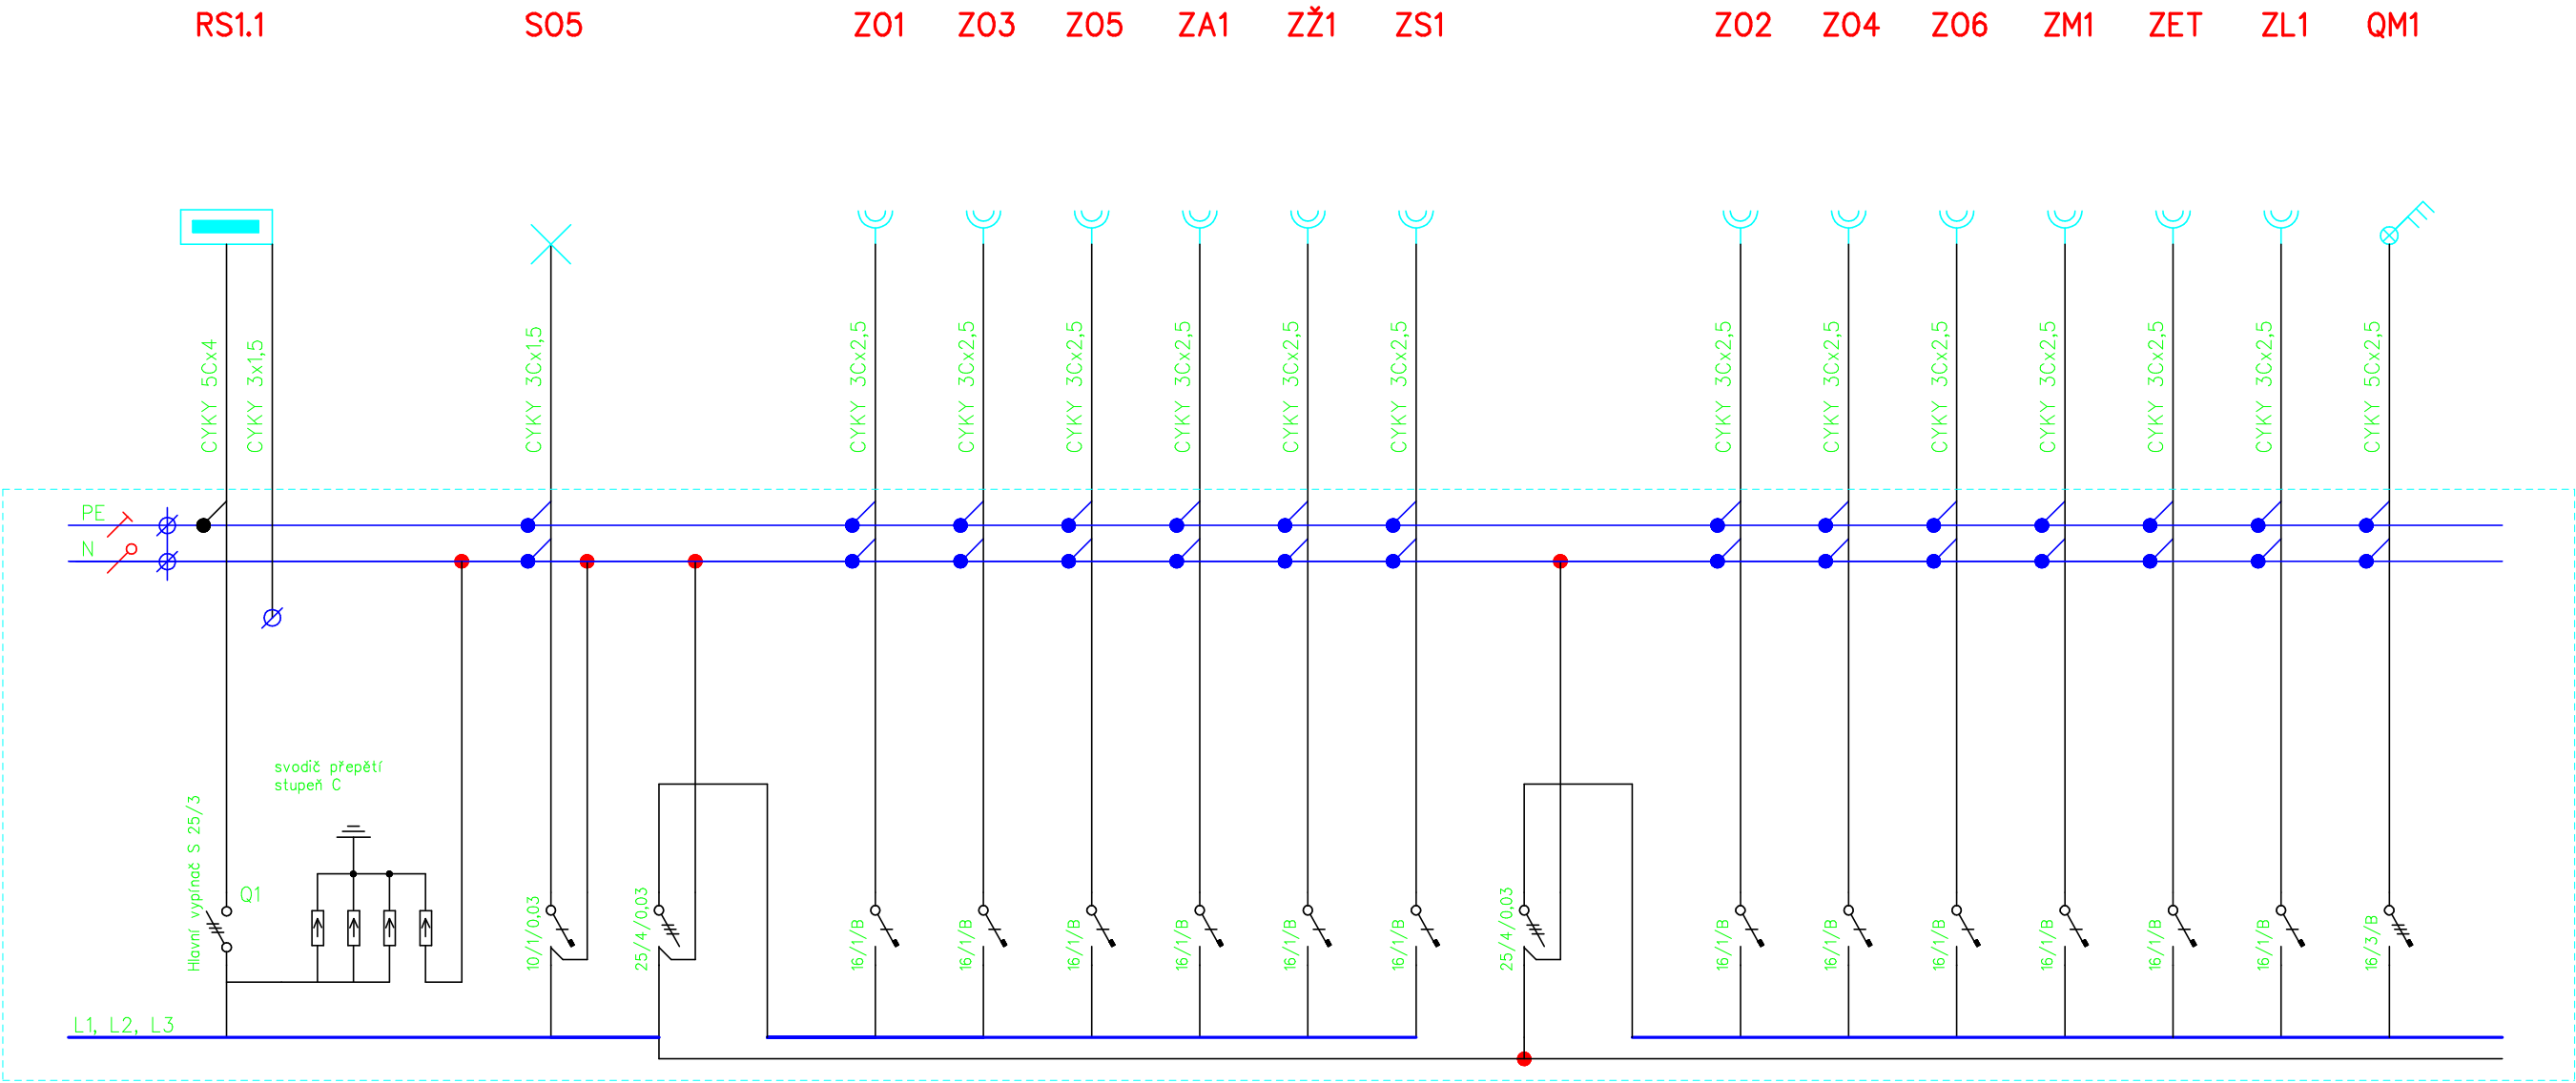 RS1.1 SO5 ZO1 ZO3 ZO5 ZA1 ZŽ1 ZS1 ZO2 ZO4 ZO6 ZM1 ZET ZL1 QM1
CYKY 5Cx4
CYKY 3x1,5
CYKY 3Cx1,5
CYKY 3Cx2,5
CYKY 3Cx2,5
CYKY 3Cx2,5
CYKY 3Cx2,5
CYKY 3Cx2,5
CYKY 3Cx2,5
CYKY 3Cx2,5
CYKY 3Cx2,5
CYKY 3Cx2,5
CYKY 3Cx2,5
CYKY 3Cx2,5
CYKY 3Cx2,5
CYKY 5Cx2,5
PE
N
svodič přepětí
stupeň C
Hlavní vypínač S 25/3
Q1
10/1/0,03
25/4/0,03
16/1/B
16/1/B
16/1/B
16/1/B
16/1/B
16/1/B
25/4/0,03
16/1/B
16/1/B
16/1/B
16/1/B
16/1/B
16/1/B
16/3/B
L1, L2, L3